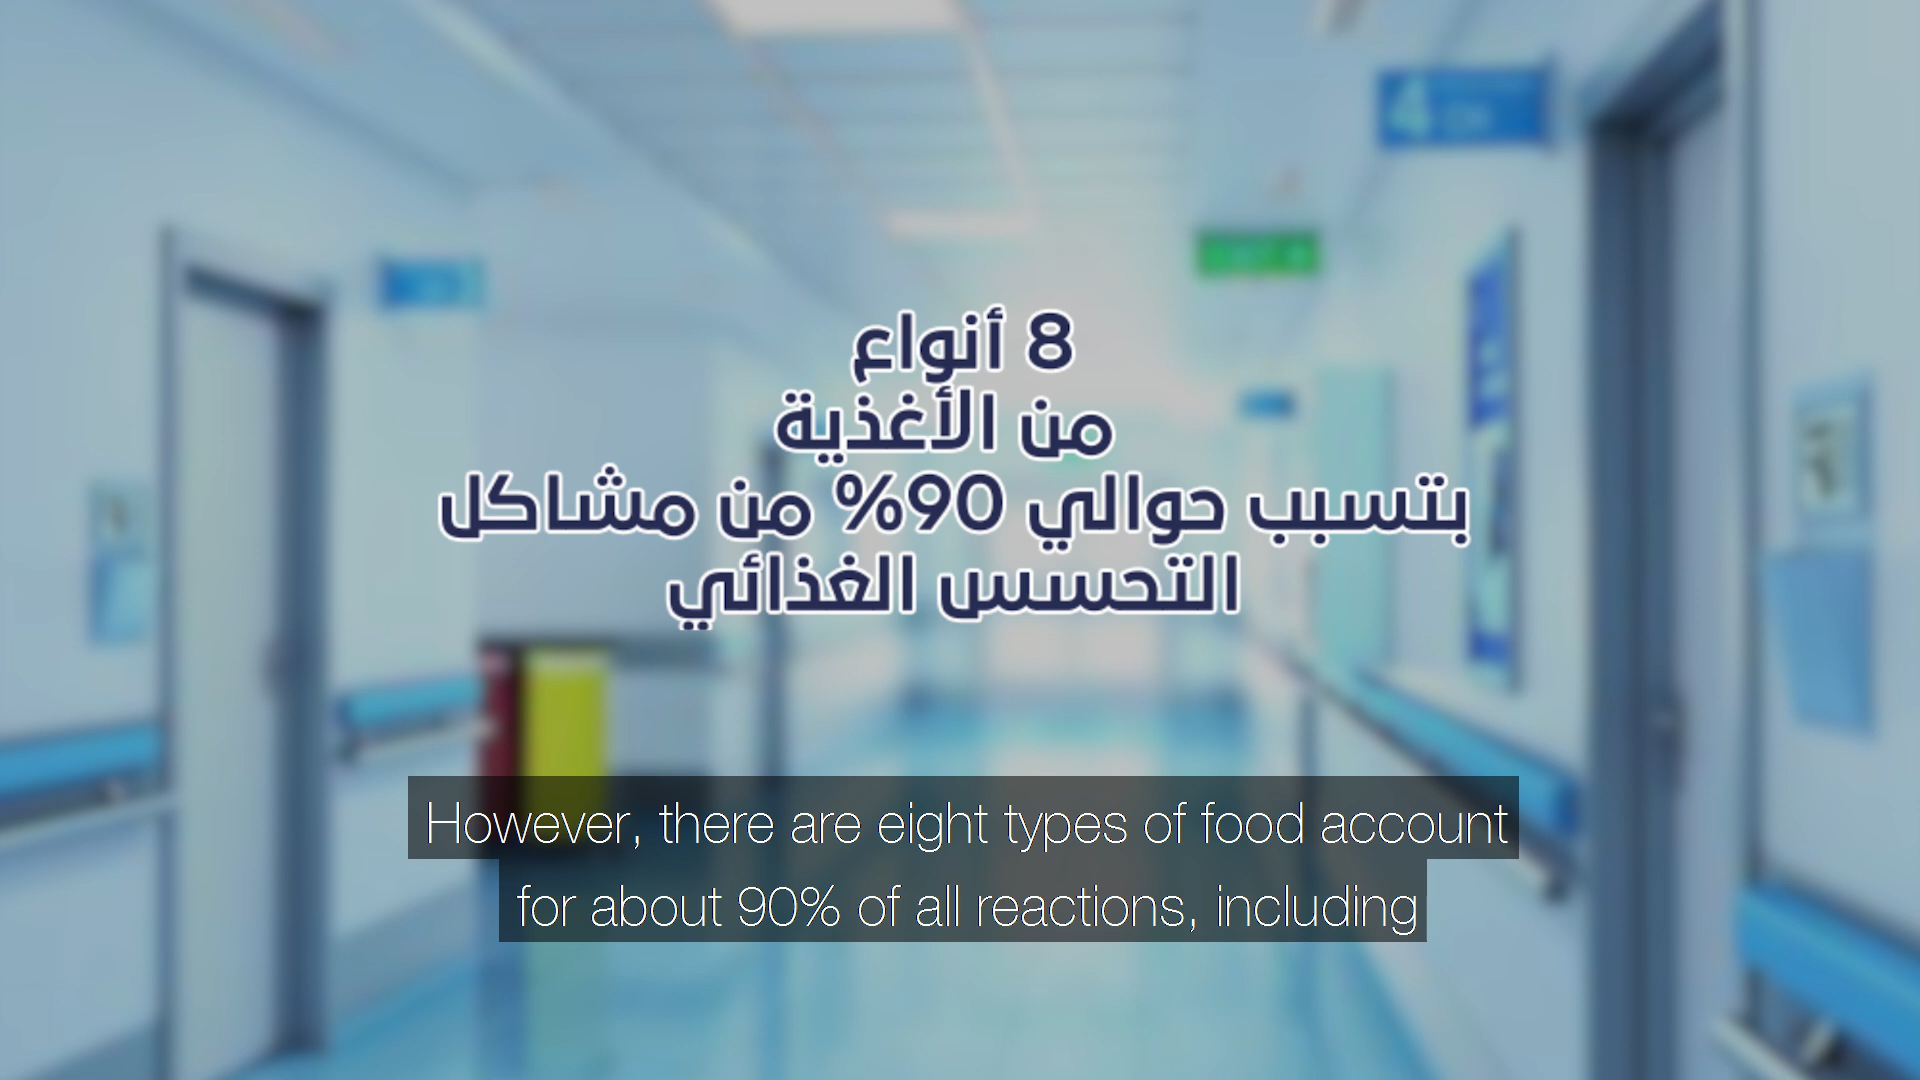 8 أنواع
من الأغذية
بتسبب حوالي 90% من مشاكل
التحسس الغذائي
However, there are eight types of food account
for about 90% of all reactions, including